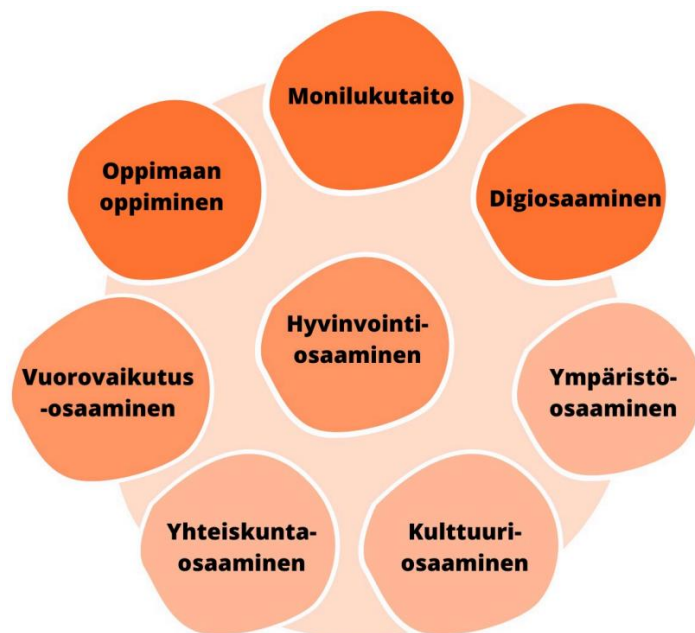 Monilukutaito
Oppimaan
oppiminen
Digiosaaminen
Hyvinvointi-
osaaminen
Vuorovaikutus
-osaaminen
Ympäristö-
osaaminen
Yhteiskunta-
osaaminen
Kulttuuri-
osaaminen